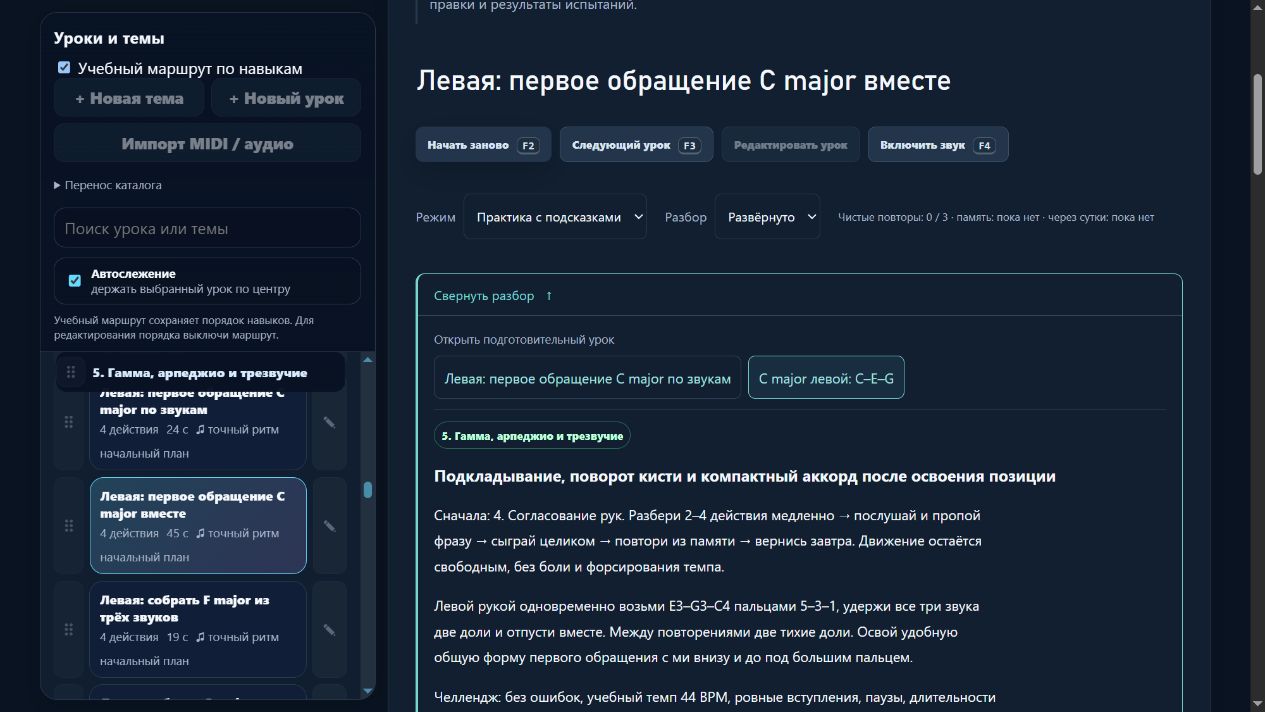 Уроки и темы
Учебный маршрут по навыкам
+ Новая тема
+ Новый урок
Импорт MIDI / аудио
Перенос каталога
Поиск урока или темы
Автослежение
держать выбранный урок по центру
Учебный маршрут сохраняет порядок навыков. Для
редактирования порядка выключи маршрут.
5. Гамма, арпеджио и трезвучие
Левая: первое обращение C
major по звукам
4 действия 24 с ♫ точный ритм
начальный план
Левая: первое обращение C
major вместе
4 действия 45 с ♫ точный ритм
начальный план
Левая: собрать F major из
трёх звуков
4 действия 19 с ♫ точный ритм
начальный план
правки и результаты испытаний.
Левая: первое обращение C major вместе
Начать заново F2
Следующий урок F3
Редактировать урок
Включить звук F4
Режим
Практика с подсказками
Разбор
Развёрнуто
Чистые повторы: 0 / 3 · память: пока нет · через сутки: пока нет
Свернуть разбор ↑
Открыть подготовительный урок
Левая: первое обращение C major по звукам
C major левой: C–E–G
5. Гамма, арпеджио и трезвучие
Подкладывание, поворот кисти и компактный аккорд после освоения позиции
Сначала: 4. Согласование рук. Разбери 2–4 действия медленно → послушай и пропой
фразу → сыграй целиком → повтори из памяти → вернись завтра. Движение остаётся
свободным, без боли и форсирования темпа.
Левой рукой одновременно возьми E3–G3–C4 пальцами 5–3–1, удержи все три звука
две доли и отпусти вместе. Между повторениями две тихие доли. Освой удобную
общую форму первого обращения с ми внизу и до под большим пальцем.
Челлендж: без ошибок, учебный темп 44 BPM, ровные вступления, паузы, длительности